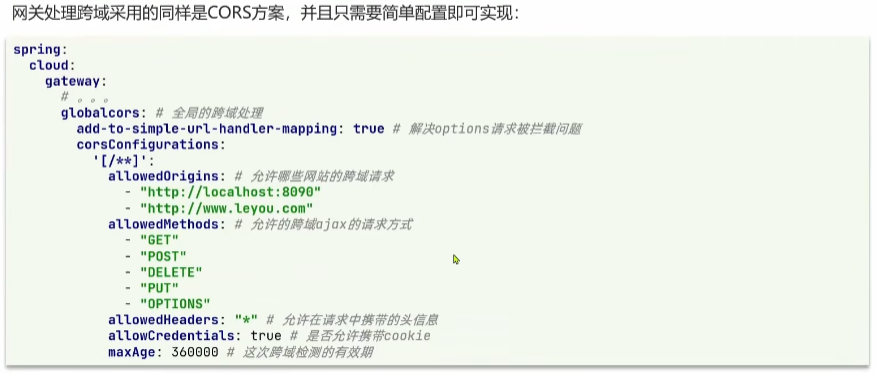 网关处理跨域采用的同样是CORS方案，并且只需要简单配置即可实现：
spring:
  cloud:
    gateway:
      # 。。。
      globalcors: # 全局的跨域处理
        add-to-simple-url-handler-mapping: true # 解决options请求被拦截问题
        corsConfigurations:
          '[/**]':
            allowedOrigins: # 允许哪些网站的跨域请求
              - "http://localhost:8090"
              - "http://www.leyou.com"
            allowedMethods: # 允许的跨域ajax的请求方式
              - "GET"
              - "POST"
              - "DELETE"
              - "PUT"
              - "OPTIONS"
            allowedHeaders: "*" # 允许在请求中携带的头信息
            allowCredentials: true # 是否允许携带cookie
            maxAge: 360000 # 这次跨域检测的有效期